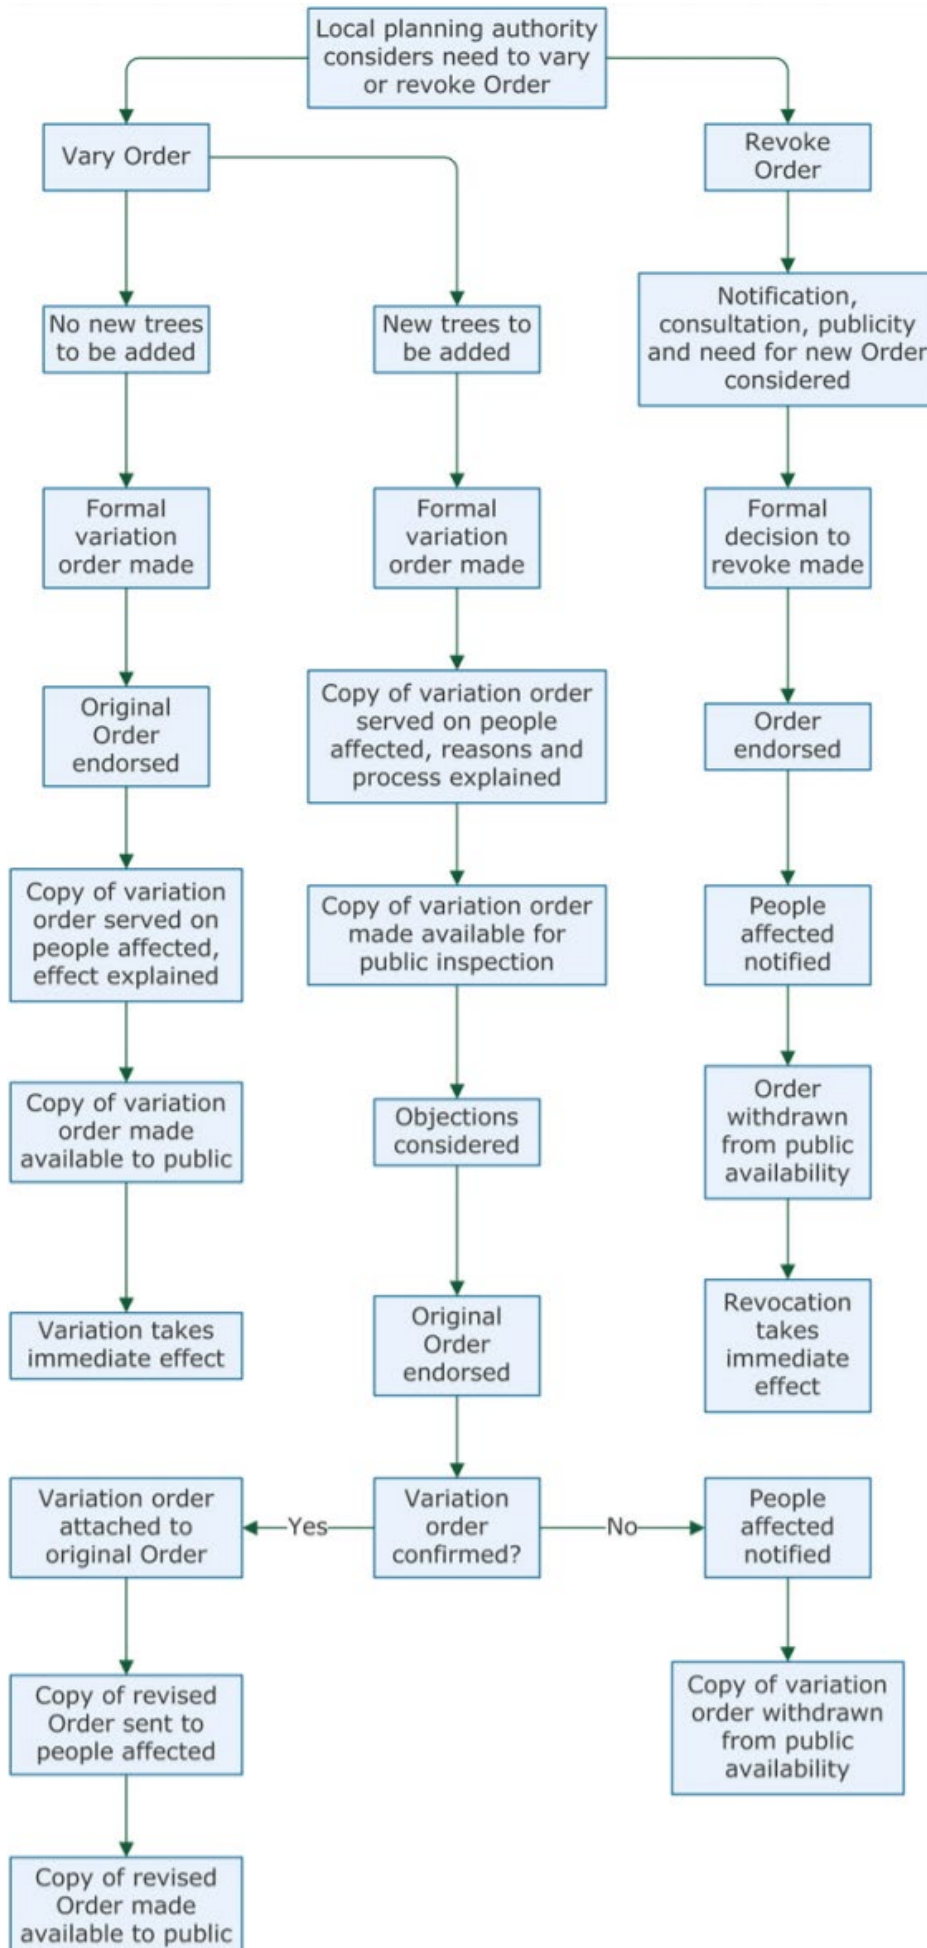 Local planning authority
considers need to vary
or revoke Order
Vary Order
Revoke
Order
No new trees
to be added
New trees to
be added
Notification,
consultation, publicity
and need for new Order
considered
Formal
variation
order made
Formal
variation
order made
Formal
decision to
revoke made
Original
Order
endorsed
Copy of variation order
served on people
affected, reasons and
process explained
Order
endorsed
Copy of variation
order served on
people affected,
effect explained
Copy of variation order
made available for
public inspection
People
affected
notified
Copy of variation
order made
available to public
Objections
considered
Order
withdrawn
from public
availability
Variation takes
immediate effect
Original
Order
endorsed
Revocation
takes
immediate
effect
Variation order
attached to
original Order
Yes
Variation
order
confirmed?
No
People
affected
notified
Copy of revised
Order sent to
people affected
Copy of variation
order withdrawn
from public
availability
Copy of revised
Order made
available to public